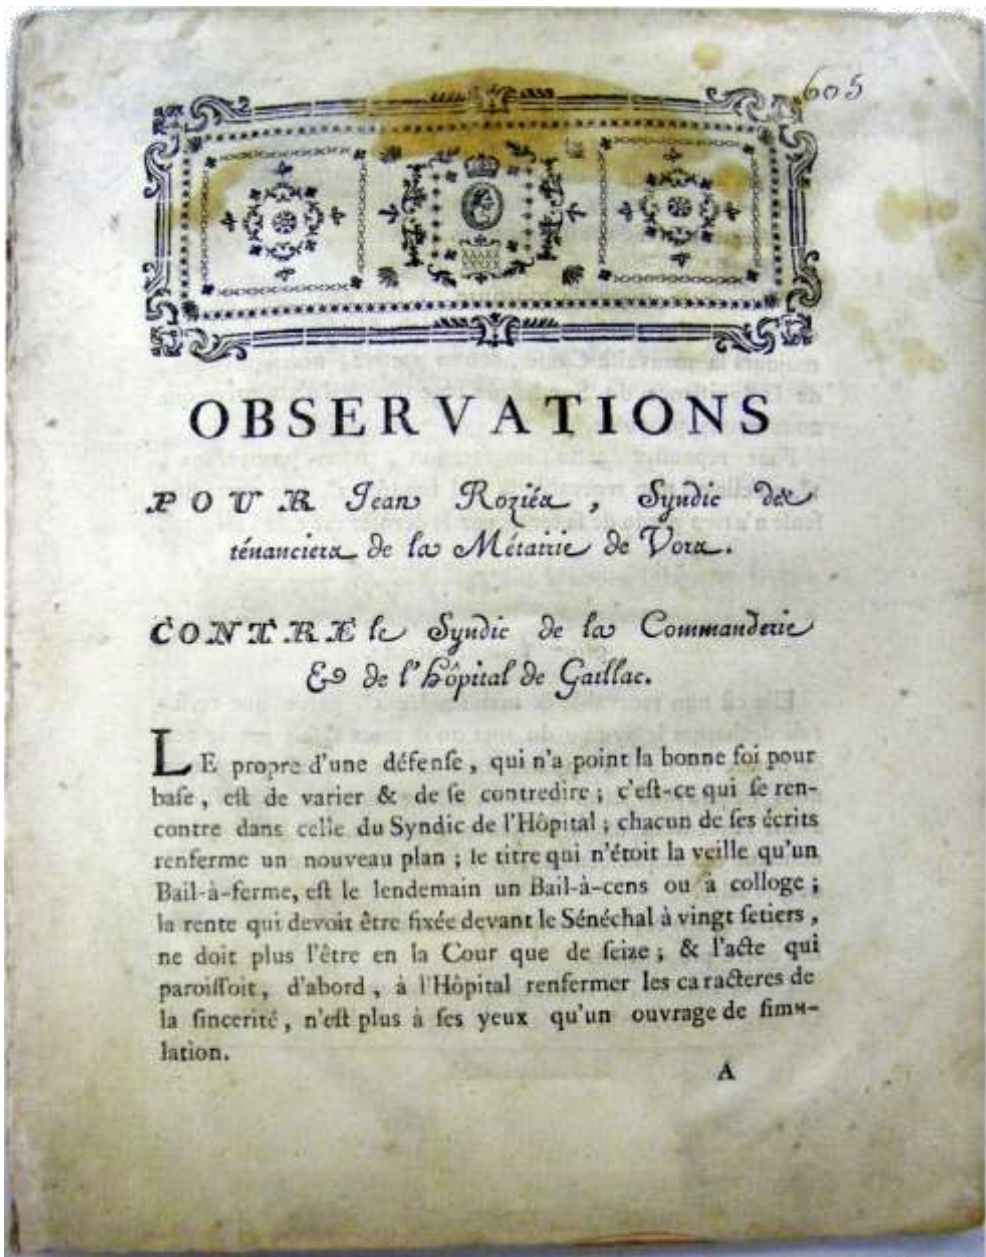 605
OBSERVATIONS
POUR Jean Roziés, Syndic des
ténanciers de la Métairie de Vors.
CONTRE le Syndic de la Commanderie
& de l'hôpital de Gaillac.
LE propre d'une défenſe, qui n'a point la bonne foi pour
baſe, eſt de varier & de ſe contredire; c'eſt-ce qui ſe ren-
contre dans celle du Syndic de l'Hôpital; chacun de ſes écrits
renferme un nouveau plan; le titre qui n'étoit la veille qu'un
Bail-à-ferme, eſt le lendemain un Bail-à-cens ou à colloge;
la rente qui devoit être fixée devant le Sénéchal à vingt ſetiers,
ne doit plus l'être en la Cour que de ſeize; & l'acte qui
paroiſſoit, d'abord, à l'Hôpital renfermer les caracteres de
la ſincerité, n'eſt plus à ſes yeux qu'un ouvrage de ſimu-
lation.
A